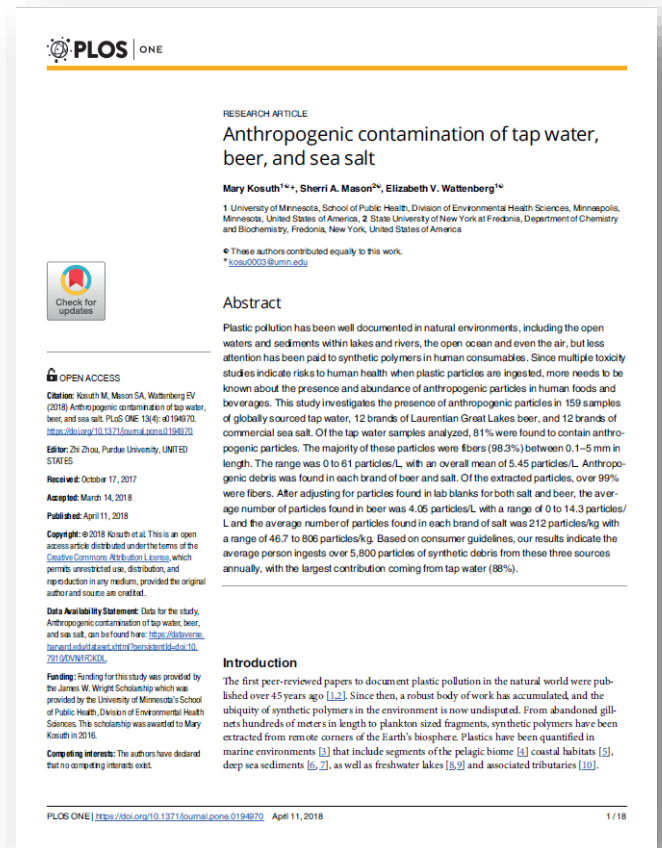 PLOS ONE
RESEARCH ARTICLE
Anthropogenic contamination of tap water,
beer, and sea salt
Mary Kosuth1☯*, Sherri A. Mason2☯, Elizabeth V. Wattenberg1☯
1 University of Minnesota, School of Public Health, Division of Environmental Health Sciences, Minneapolis,
Minnesota, United States of America, 2 State University of New York at Fredonia, Department of Chemistry
and Biochemistry, Fredonia, New York, United States of America
☯ These authors contributed equally to this work.
* kosu0003@umn.edu
Check for
updates
OPEN ACCESS
Citation: Kosuth M, Mason SA, Wattenberg EV
(2018) Anthropogenic contamination of tap water,
beer, and sea salt. PLoS ONE 13(4): e0194970.
https://doi.org/10.1371/journal.pone.0194970
Editor: Zhi Zhou, Purdue University, UNITED
STATES
Received: October 17, 2017
Accepted: March 14, 2018
Published: April 11, 2018
Copyright: © 2018 Kosuth et al. This is an open
access article distributed under the terms of the
Creative Commons Attribution License, which
permits unrestricted use, distribution, and
reproduction in any medium, provided the original
author and source are credited.
Data Availability Statement: Data for the study,
Anthropogenic contamination of tap water, beer,
and sea salt, can be found here: https://dataverse.
harvard.edu/dataset.xhtml?persistentId=doi:10.
7910/DVN/IFCKDL.
Funding: Funding for this study was provided by
the James W. Wright Scholarship which was
provided by the University of Minnesota's School
of Public Health, Division of Environmental Health
Sciences. This scholarship was awarded to Mary
Kosuth in 2016.
Competing interests: The authors have declared
that no competing interests exist.
Abstract
Plastic pollution has been well documented in natural environments, including the open
waters and sediments within lakes and rivers, the open ocean and even the air, but less
attention has been paid to synthetic polymers in human consumables. Since multiple toxicity
studies indicate risks to human health when plastic particles are ingested, more needs to be
known about the presence and abundance of anthropogenic particles in human foods and
beverages. This study investigates the presence of anthropogenic particles in 159 samples
of globally sourced tap water, 12 brands of Laurentian Great Lakes beer, and 12 brands of
commercial sea salt. Of the tap water samples analyzed, 81% were found to contain anthro-
pogenic particles. The majority of these particles were fibers (98.3%) between 0.1–5 mm in
length. The range was 0 to 61 particles/L, with an overall mean of 5.45 particles/L. Anthropo-
genic debris was found in each brand of beer and salt. Of the extracted particles, over 99%
were fibers. After adjusting for particles found in lab blanks for both salt and beer, the aver-
age number of particles found in beer was 4.05 particles/L with a range of 0 to 14.3 particles/
L and the average number of particles found in each brand of salt was 212 particles/kg with
a range of 46.7 to 806 particles/kg. Based on consumer guidelines, our results indicate the
average person ingests over 5,800 particles of synthetic debris from these three sources
annually, with the largest contribution coming from tap water (88%).
Introduction
The first peer-reviewed papers to document plastic pollution in the natural world were pub-
lished over 45 years ago [1,2]. Since then, a robust body of work has accumulated, and the
ubiquity of synthetic polymers in the environment is now undisputed. From abandoned gill-
nets hundreds of meters in length to plankton sized fragments, synthetic polymers have been
extracted from remote corners of the Earth's biosphere. Plastics have been quantified in
marine environments [3] that include segments of the pelagic biome [4] coastal habitats [5],
deep sea sediments [6, 7], as well as freshwater lakes [8,9] and associated tributaries [10].
PLOS ONE | https://doi.org/10.1371/journal.pone.0194970 April 11, 2018
1 / 18